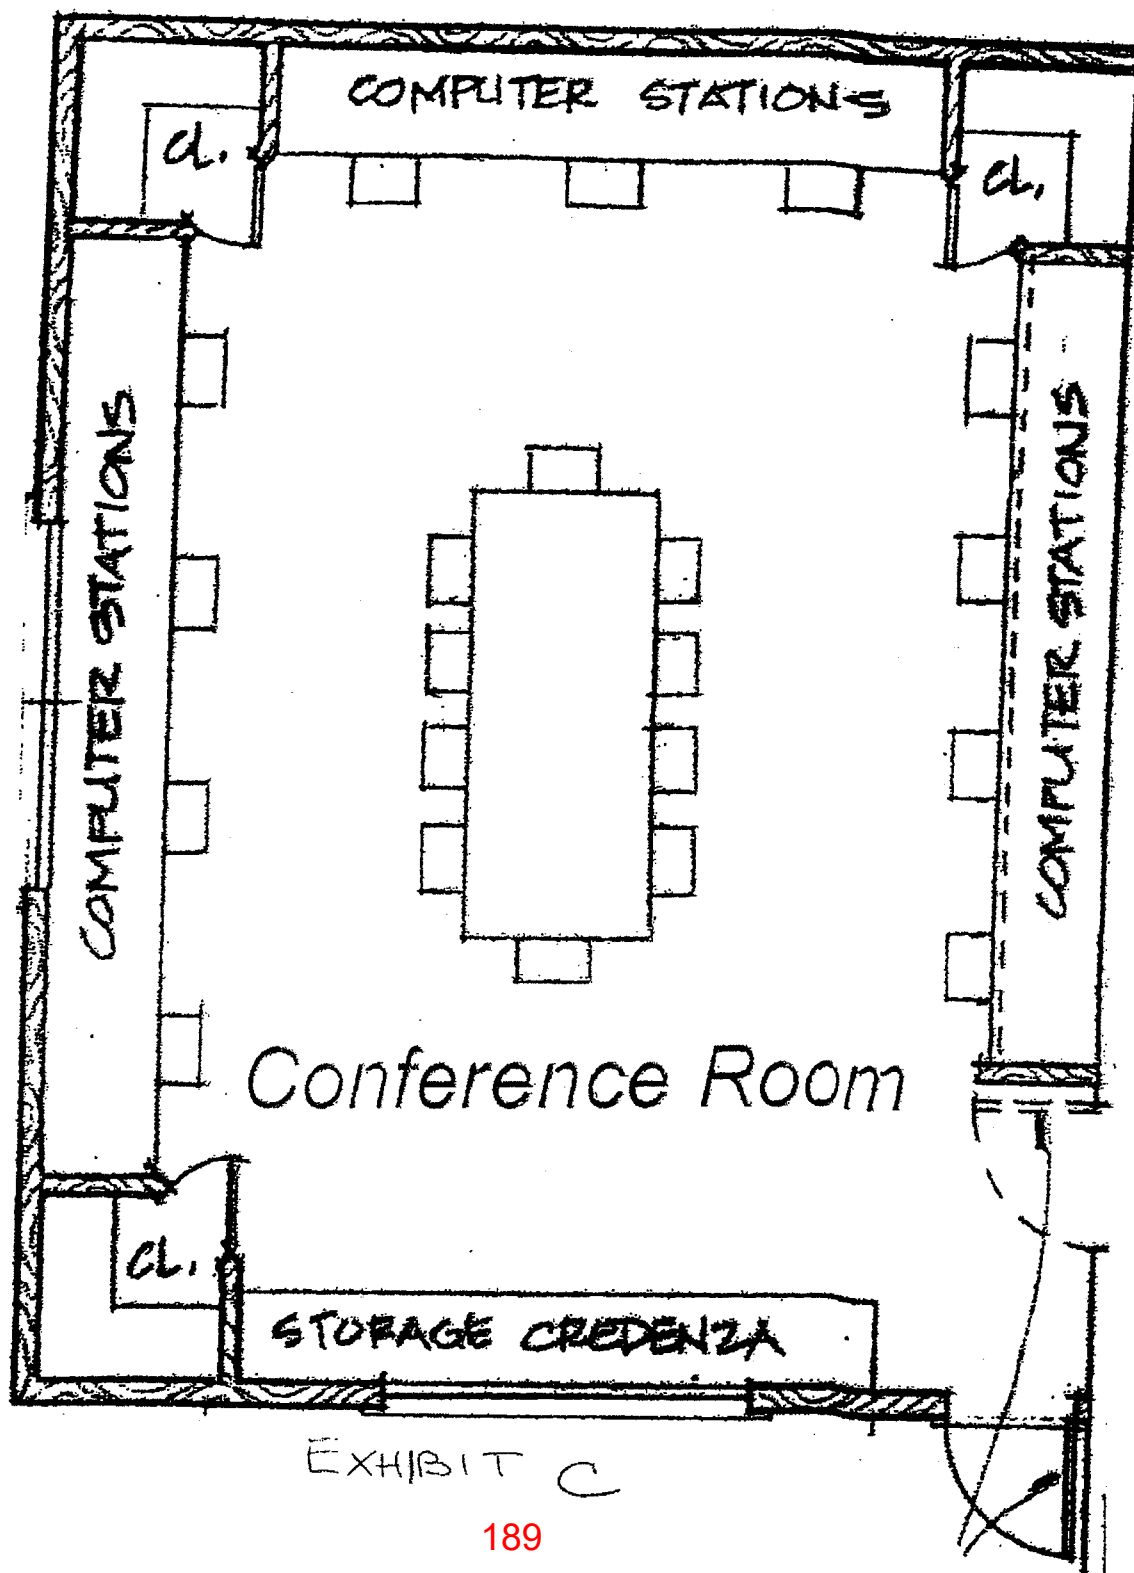 COMPUTER STATIONS
CL.
CL.
COMPUTER STATIONS
COMPUTER STATIONS
Conference Room
CL.
STORAGE CREDENZA
EXHIBIT C
189